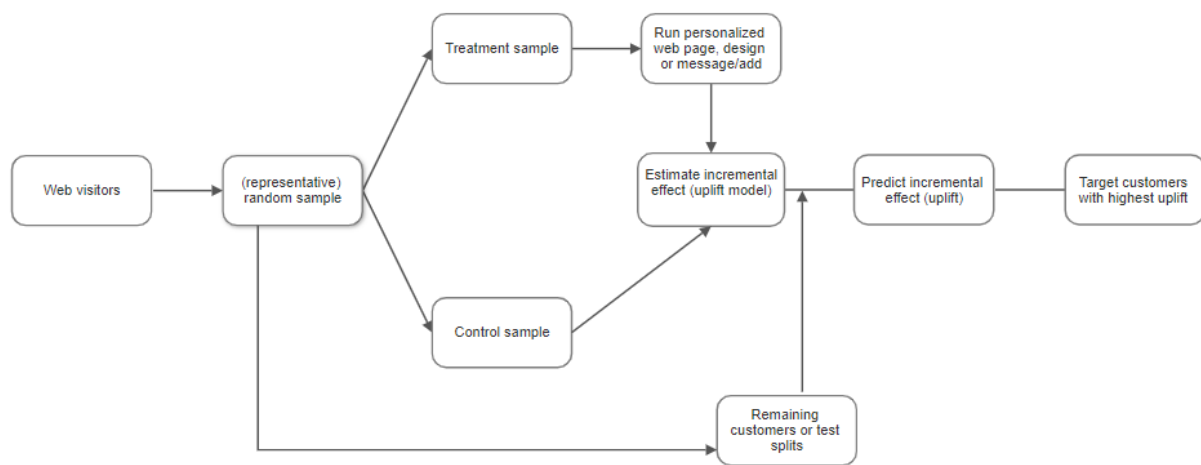 Web visitors
(representative)
random sample
Treatment sample
Run personalized
web page, design
or message/add
Control sample
Estimate incremental
effect (uplift model)
Remaining
customers or test
splits
Predict incremental
effect (uplift)
Target customers
with highest uplift